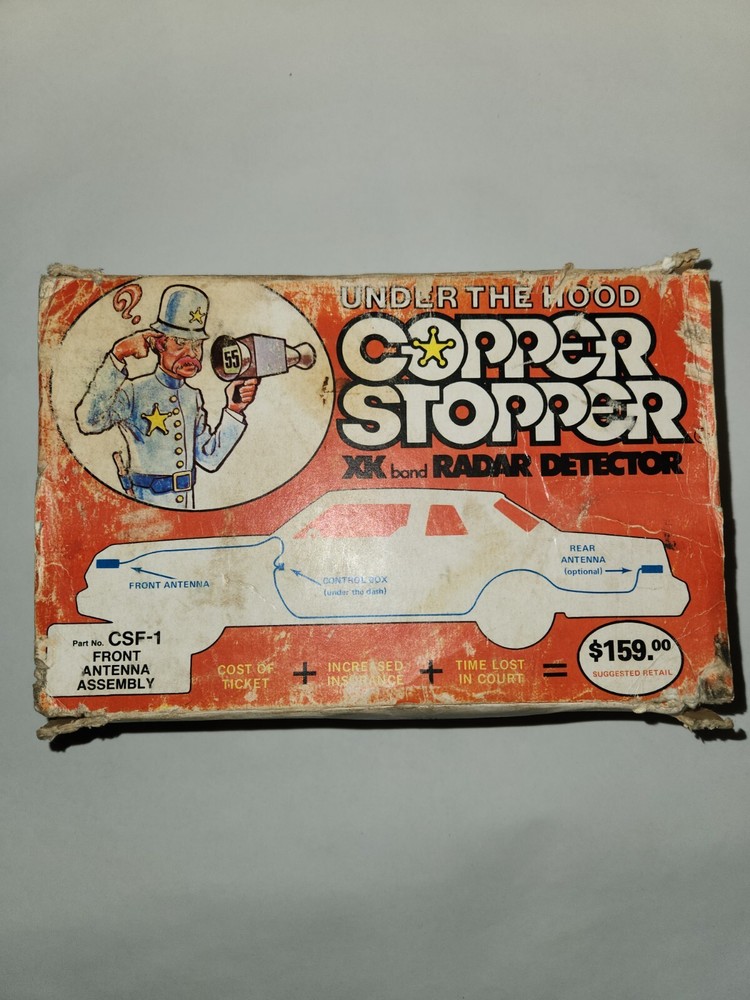 ?
55
UNDER THE HOOD
COPPER
STOPPER
XK band RADAR DETECTOR
FRONT ANTENNA
CONTROL BOX
(under the dash)
REAR
ANTENNA
(optional)
Part No. CSF-1
FRONT
ANTENNA
ASSEMBLY
COST OF
TICKET
+
INCREASED
INSURANCE
+
TIME LOST
IN COURT
=
$159.00
SUGGESTED RETAIL